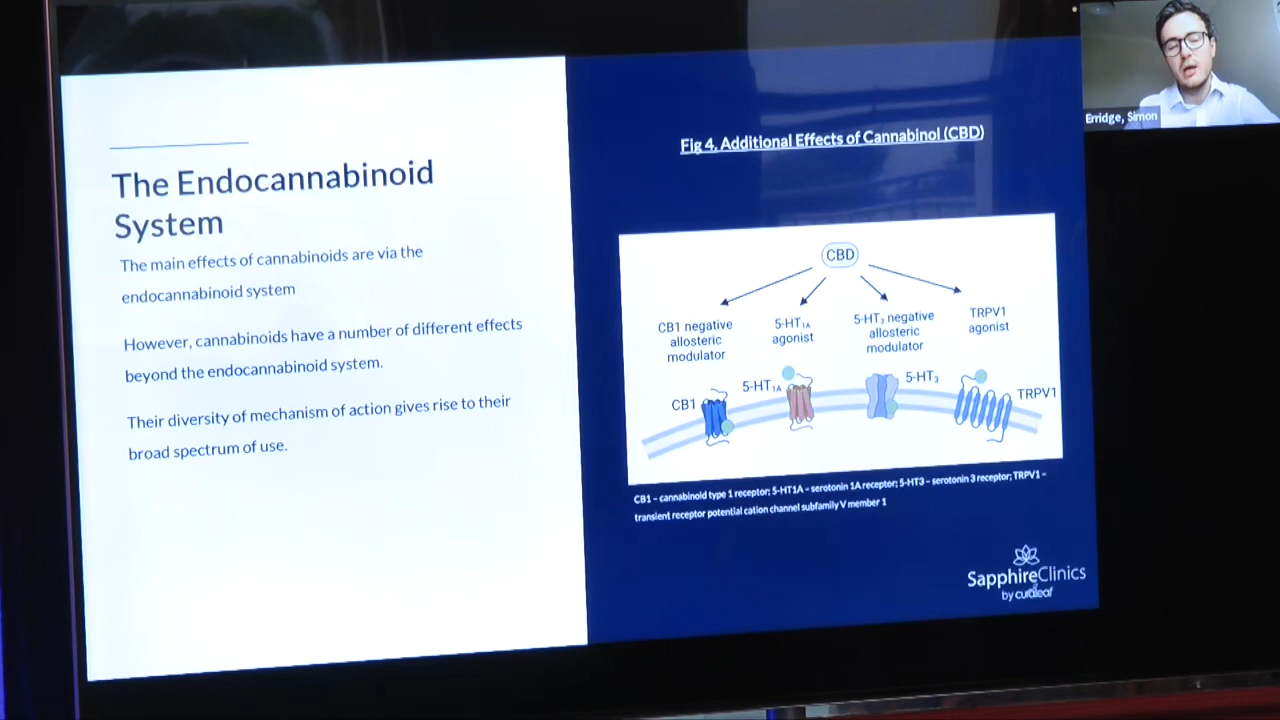 The Endocannabinoid
System
The main effects of cannabinoids are via the
endocannabinoid system
However, cannabinoids have a number of different effects
beyond the endocannabinoid system.
Their diversity of mechanism of action gives rise to their
broad spectrum of use.
Fig 4. Additional Effects of Cannabinol (CBD)
CBD
CB1 negative
allosteric
modulator
5-HT₁ₐ
agonist
5-HT₃ negative
allosteric
modulator
TRPV1
agonist
CB1
5-HT₁ₐ
5-HT₃
TRPV1
CB1 – cannabinoid type 1 receptor; 5-HT1A – serotonin 1A receptor; 5-HT3 – serotonin 3 receptor; TRPV1 –
transient receptor potential cation channel subfamily V member 1
SapphireClinics
by curaleaf
Erridge, Simon